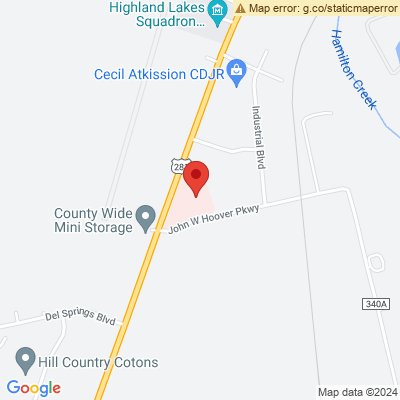 Highland Lakes
Squadron...
Map error: g.co/staticmaperror
Hamilton Creek
Cecil Atkission CDJR
Industrial Blvd
281
County Wide
Mini Storage
John W Hoover Pkwy
340A
Del Springs Blvd
Hill Country Cotons
Google
Map data ©2024